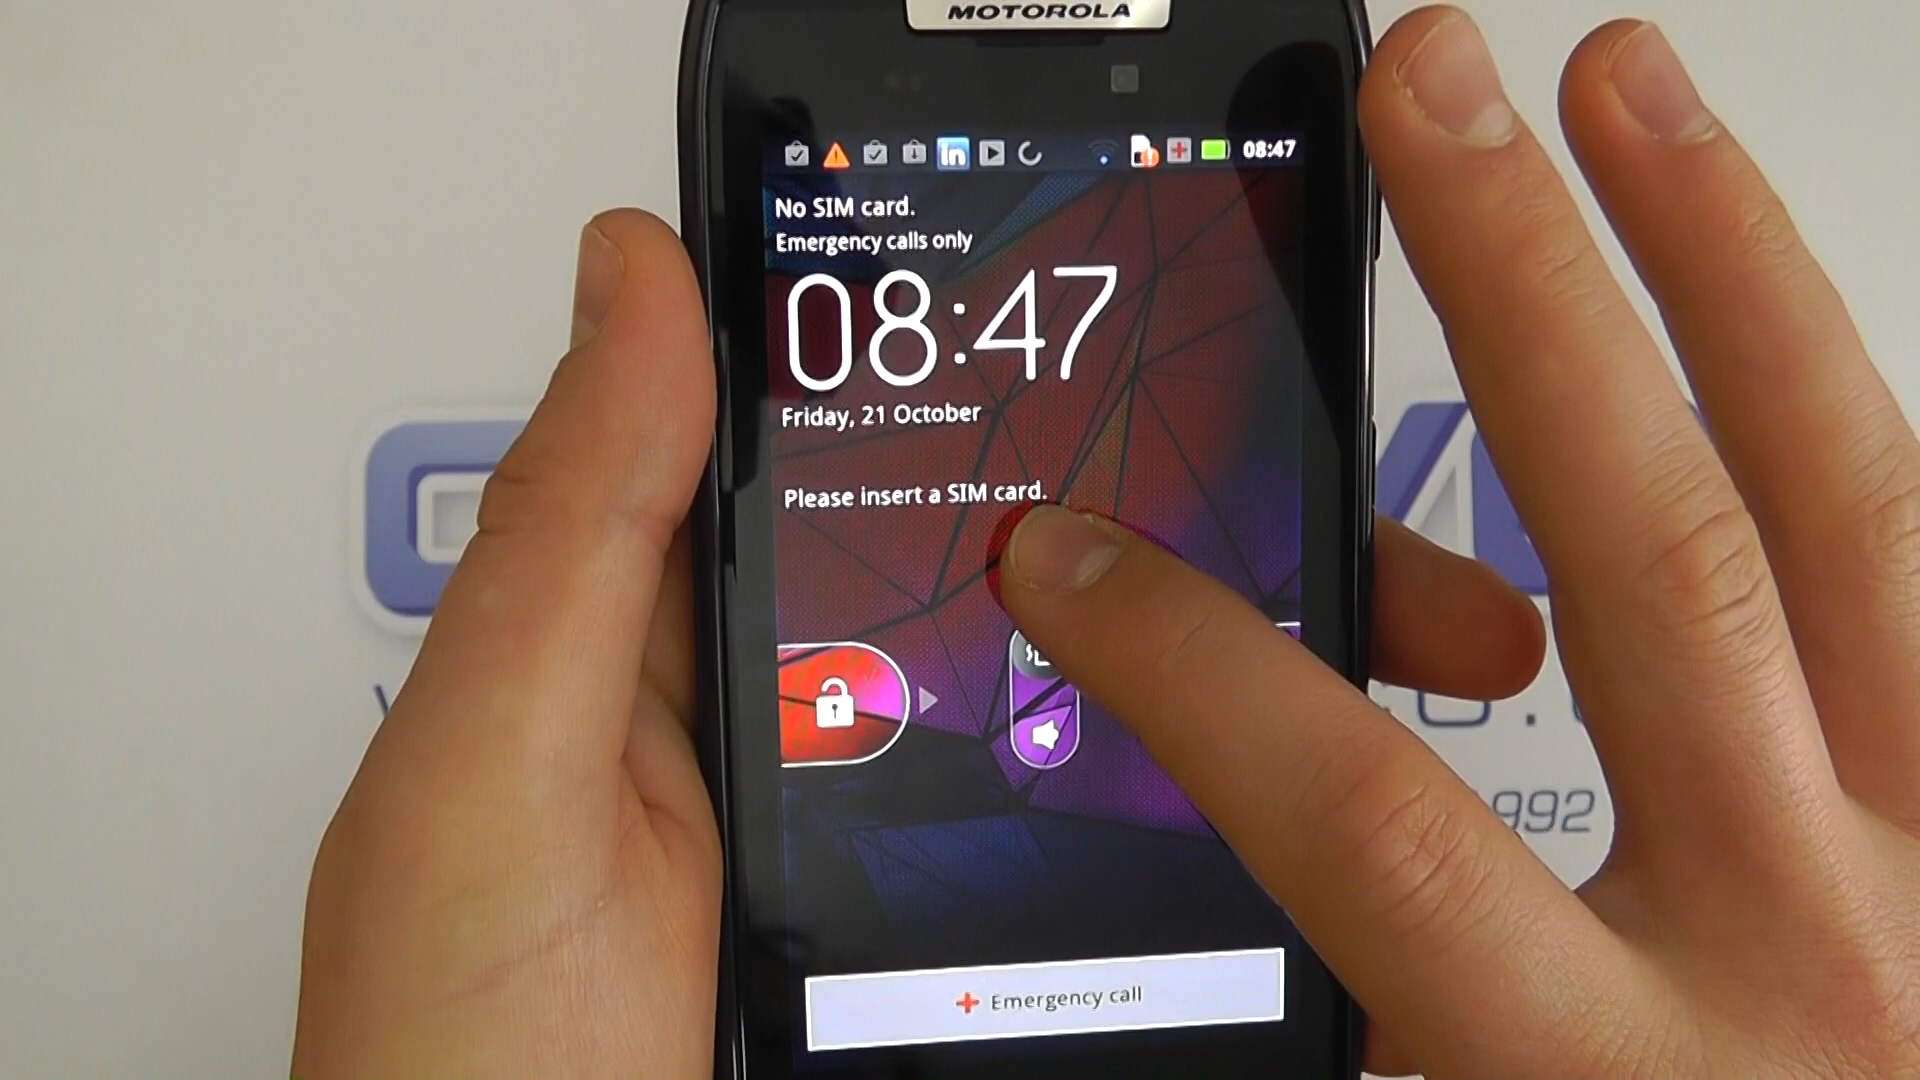 MOTOROLA
in
08:47
No SIM card.
Emergency calls only
08:47
Friday, 21 October
Please insert a SIM card.
992
Emergency call